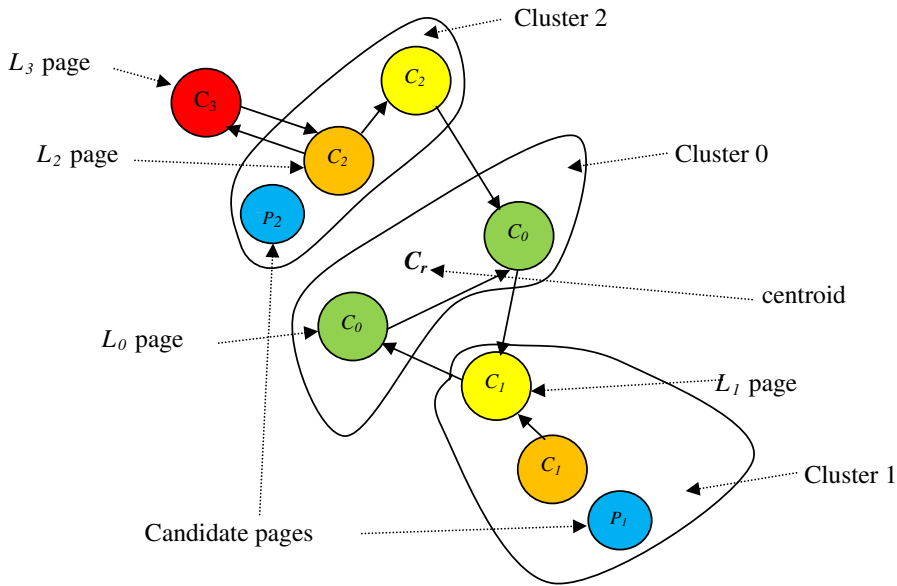 Cluster 2
L3 page
C2
C3
L2 page
C2
Cluster 0
P2
C0
Cr
centroid
C0
L0 page
C1
L1 page
C1
Cluster 1
P1
Candidate pages